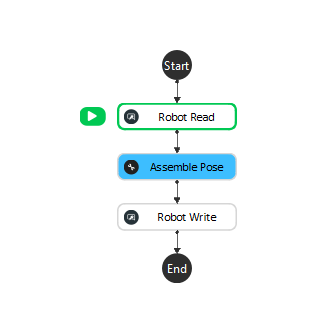 Start
Robot Read
Assemble Pose
Robot Write
End